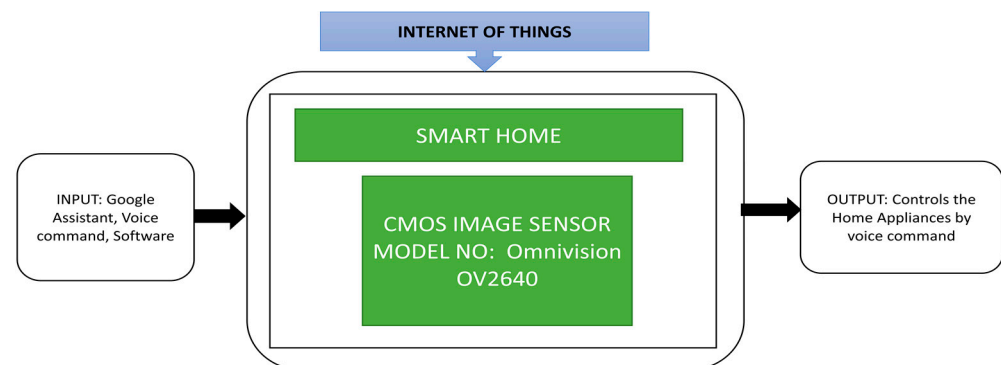 INTERNET OF THINGS
SMART HOME
INPUT: Google
Assistant, Voice
command, Software
CMOS IMAGE SENSOR
MODEL NO:  Omnivision
OV2640
OUTPUT: Controls the
Home Appliances by
voice command